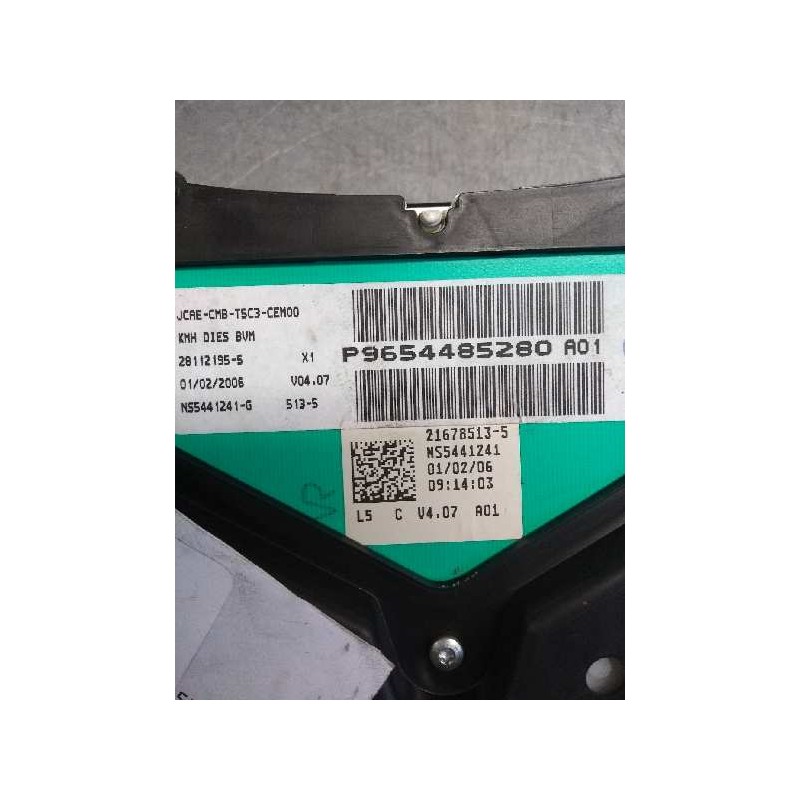 JCAE-CMB-T5C3-CEM00
KMH DIES BVM
28112195-5 X1
01/02/2006 V04.07
NS5441241-G 513-5
P9654485280 A01
21678513-5
NS5441241
01/02/06
09:14:03
L5 C V4.07 A01
VR